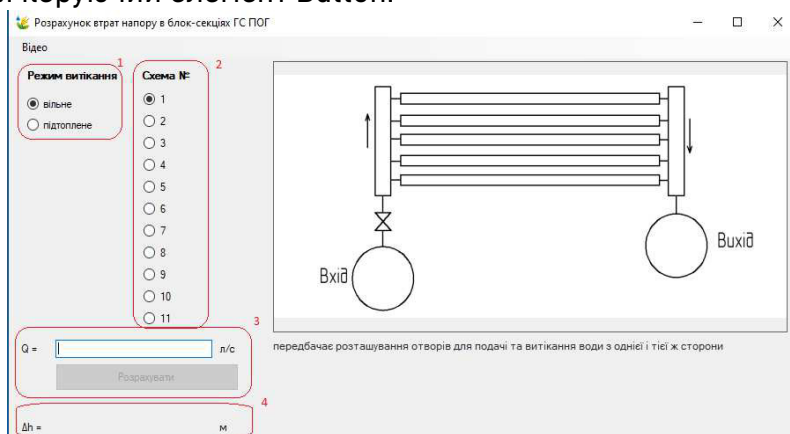 керуючий елемент Button.
Розрахунок втрат напору в блок-секціях ГС ПОГ
Відео
1
2
Режим витікання
Схема №
вільне
підтоплене
1
2
3
4
5
6
7
8
9
10
11
Вхід
Вихід
3
Q =
л/с
Розрахувати
передбачає розташування отворів для подачі та витікання води з однієї і тієї ж сторони
4
Δh =
м